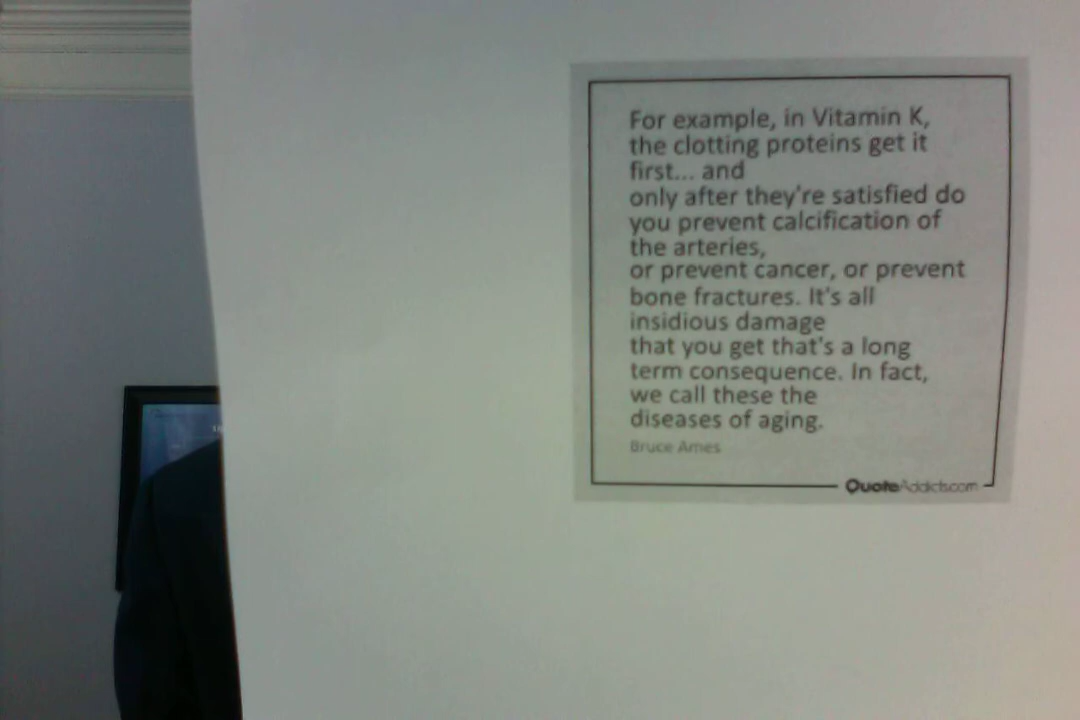 For example, in Vitamin K,
the clotting proteins get it
first... and
only after they're satisfied do
you prevent calcification of
the arteries,
or prevent cancer, or prevent
bone fractures. It's all
insidious damage
that you get that's a long
term consequence. In fact,
we call these the
diseases of aging.
Bruce Ames
QuoteAddicts.com